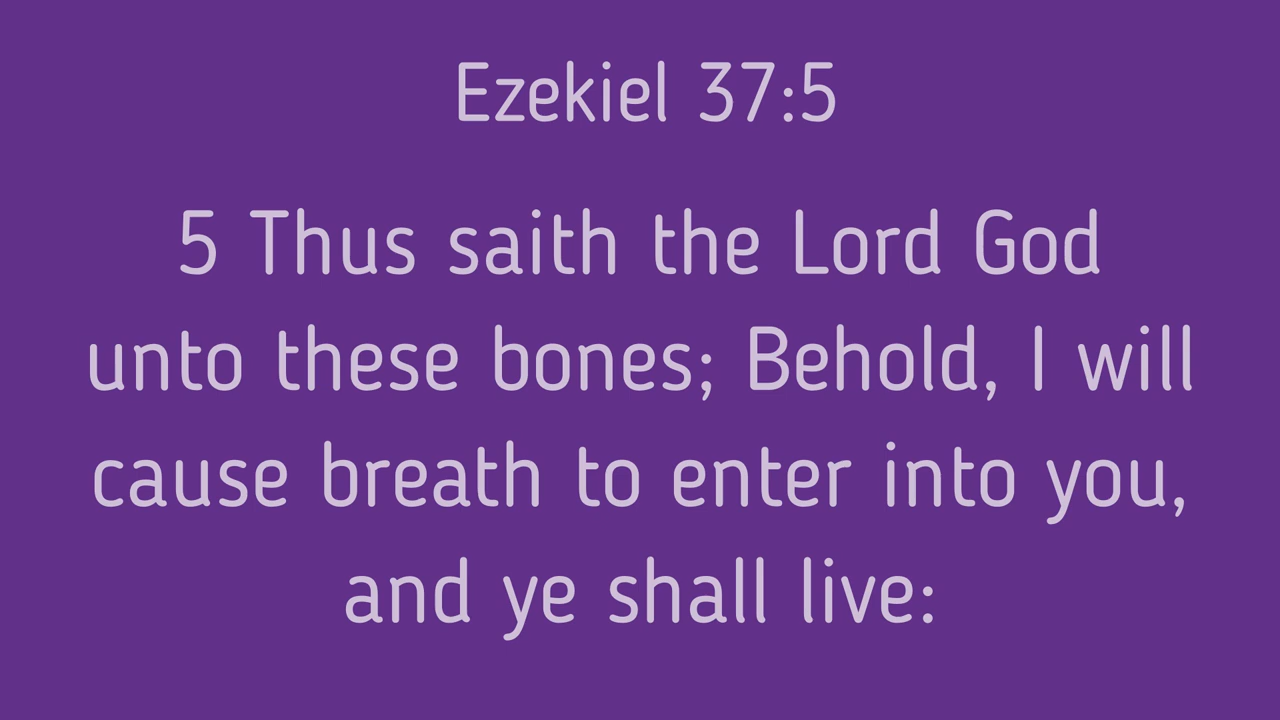 Ezekiel 37:5
5 Thus saith the Lord God
unto these bones; Behold, I will
cause breath to enter into you,
and ye shall live: